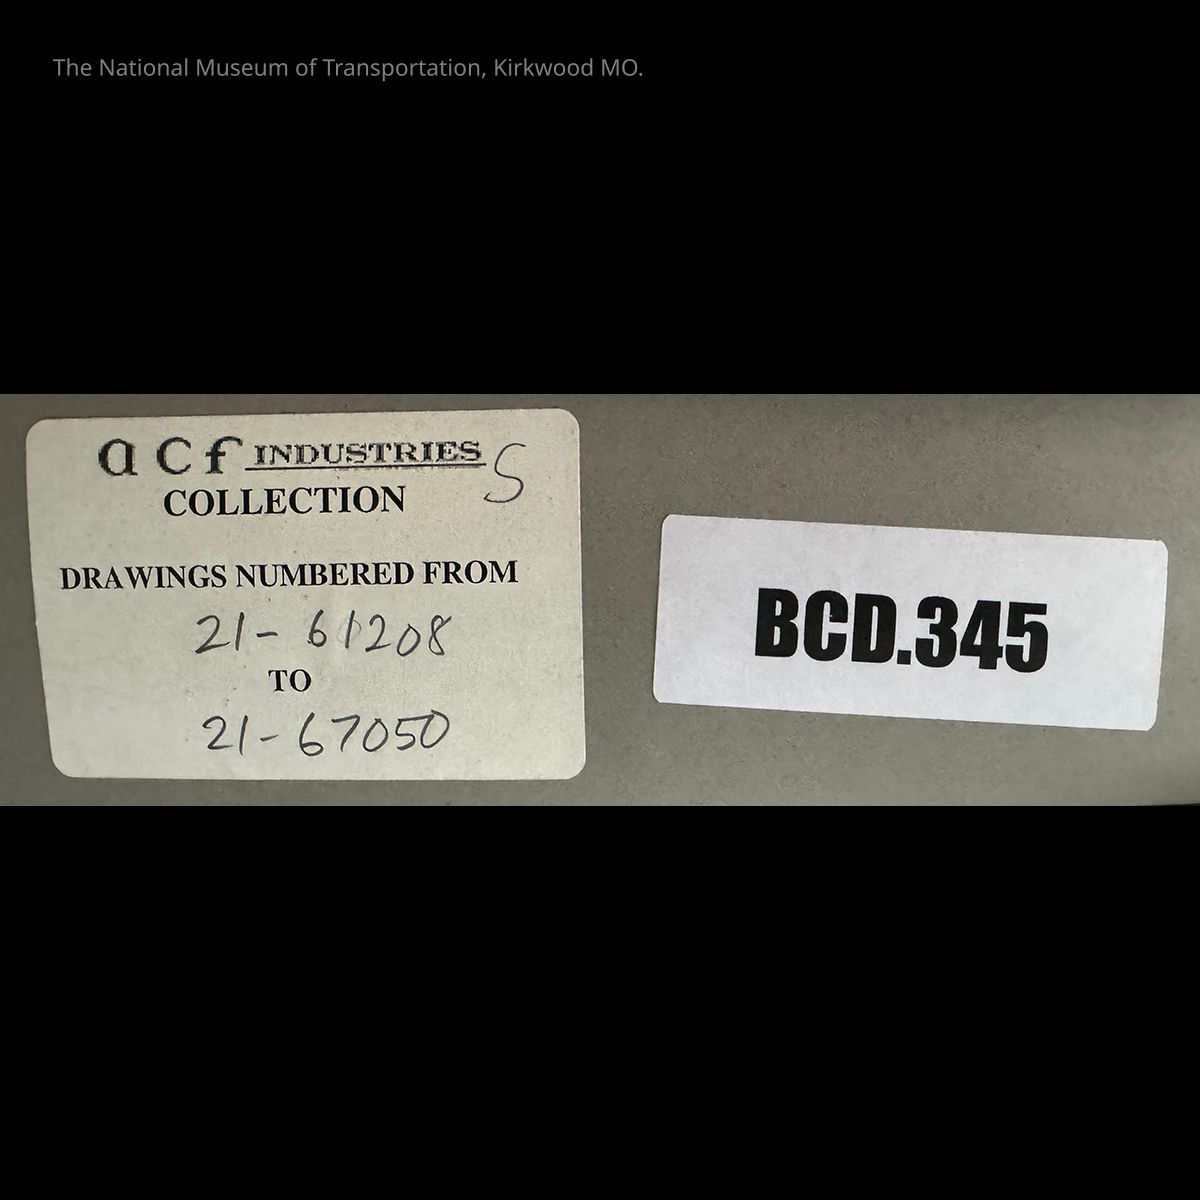 The National Museum of Transportation, Kirkwood MO.
acf INDUSTRIES S
COLLECTION
DRAWINGS NUMBERED FROM
21-61208
TO
21-67050
BCD.345